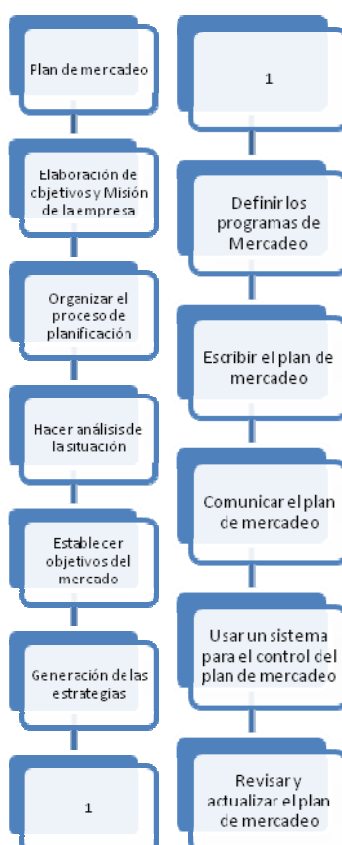 Plan de mercadeo
Elaboración de
objetivos y Misión
de la empresa
Organizar el
proceso de
planificación
Hacer análisis de
la situación
Establecer
objetivos del
mercado
Generación de las
estrategias
1
1
Definir los
programas de
Mercadeo
Escribir el plan de
mercadeo
Comunicar el plan
de mercadeo
Usar un sistema
para el control del
plan de mercadeo
Revisar y
actualizar el plan
de mercadeo